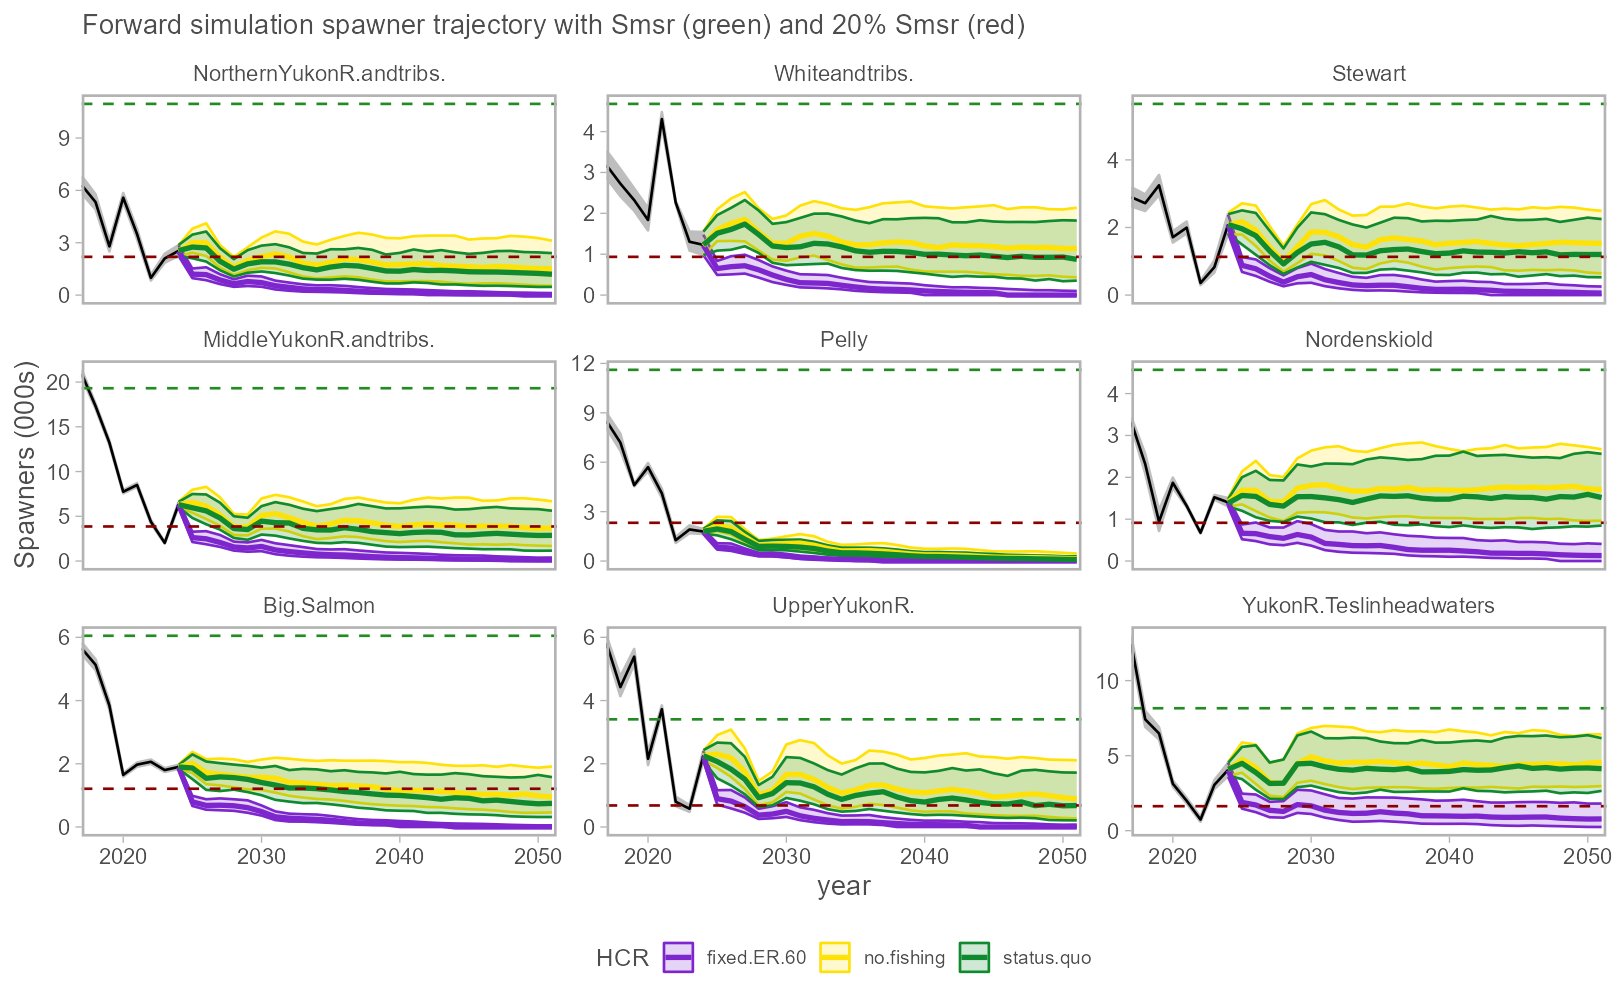 Forward simulation spawner trajectory with Smsr (green) and 20% Smsr (red)
NorthernYukonR.andtribs.
Whiteandtribs.
Stewart
9
6
3
0
4
3
2
1
0
4
2
0
MiddleYukonR.andtribs.
Pelly
Nordenskiold
20
15
10
5
0
12
9
6
3
0
4
3
2
1
0
Spawners (000s)
Big.Salmon
UpperYukonR.
YukonR.Teslinheadwaters
6
4
2
0
6
4
2
0
10
5
0
2020 2030 2040 2050
2020 2030 2040 2050
2020 2030 2040 2050
year
HCR fixed.ER.60 no.fishing status.quo